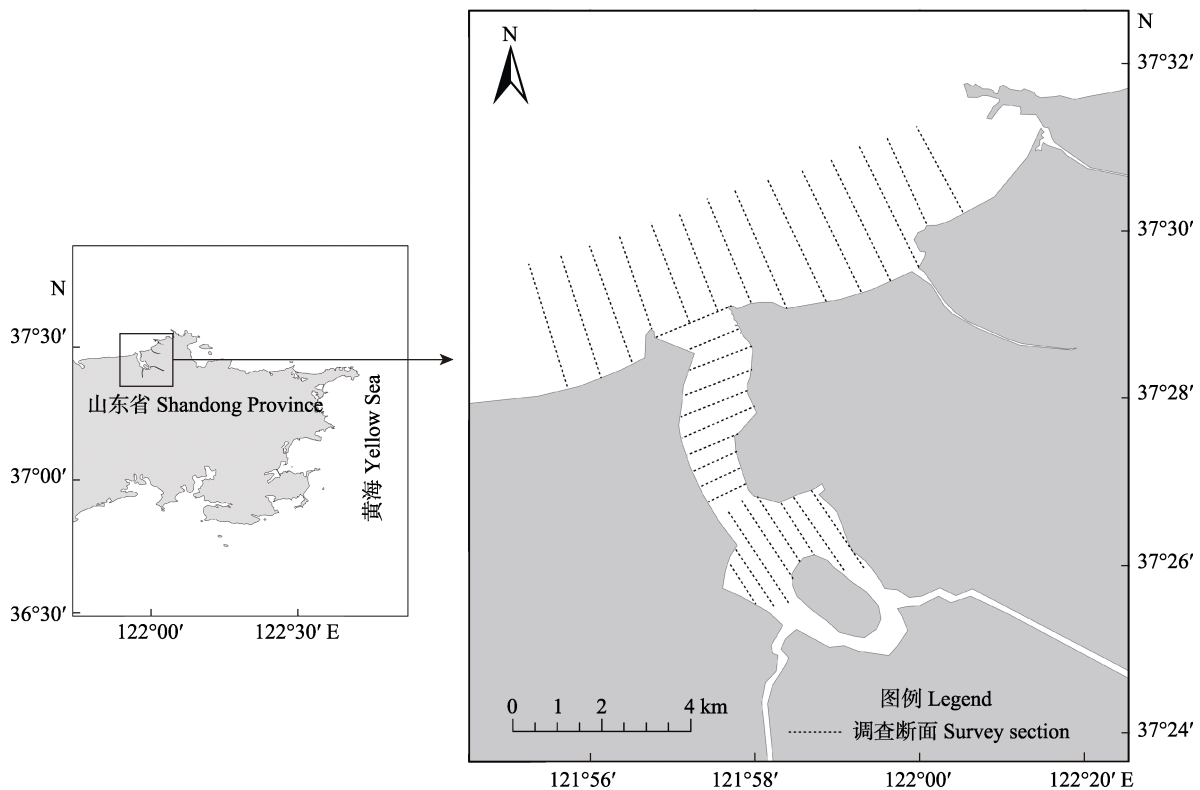 N
37°30′
37°00′
36°30′
122°00′
122°30′ E
山东省 Shandong Province
黄海 Yellow Sea
N
N
37°32′
37°30′
37°28′
37°26′
37°24′
0 1 2 4 km
图例 Legend
调查断面 Survey section
121°56′
121°58′
122°00′
122°20′ E